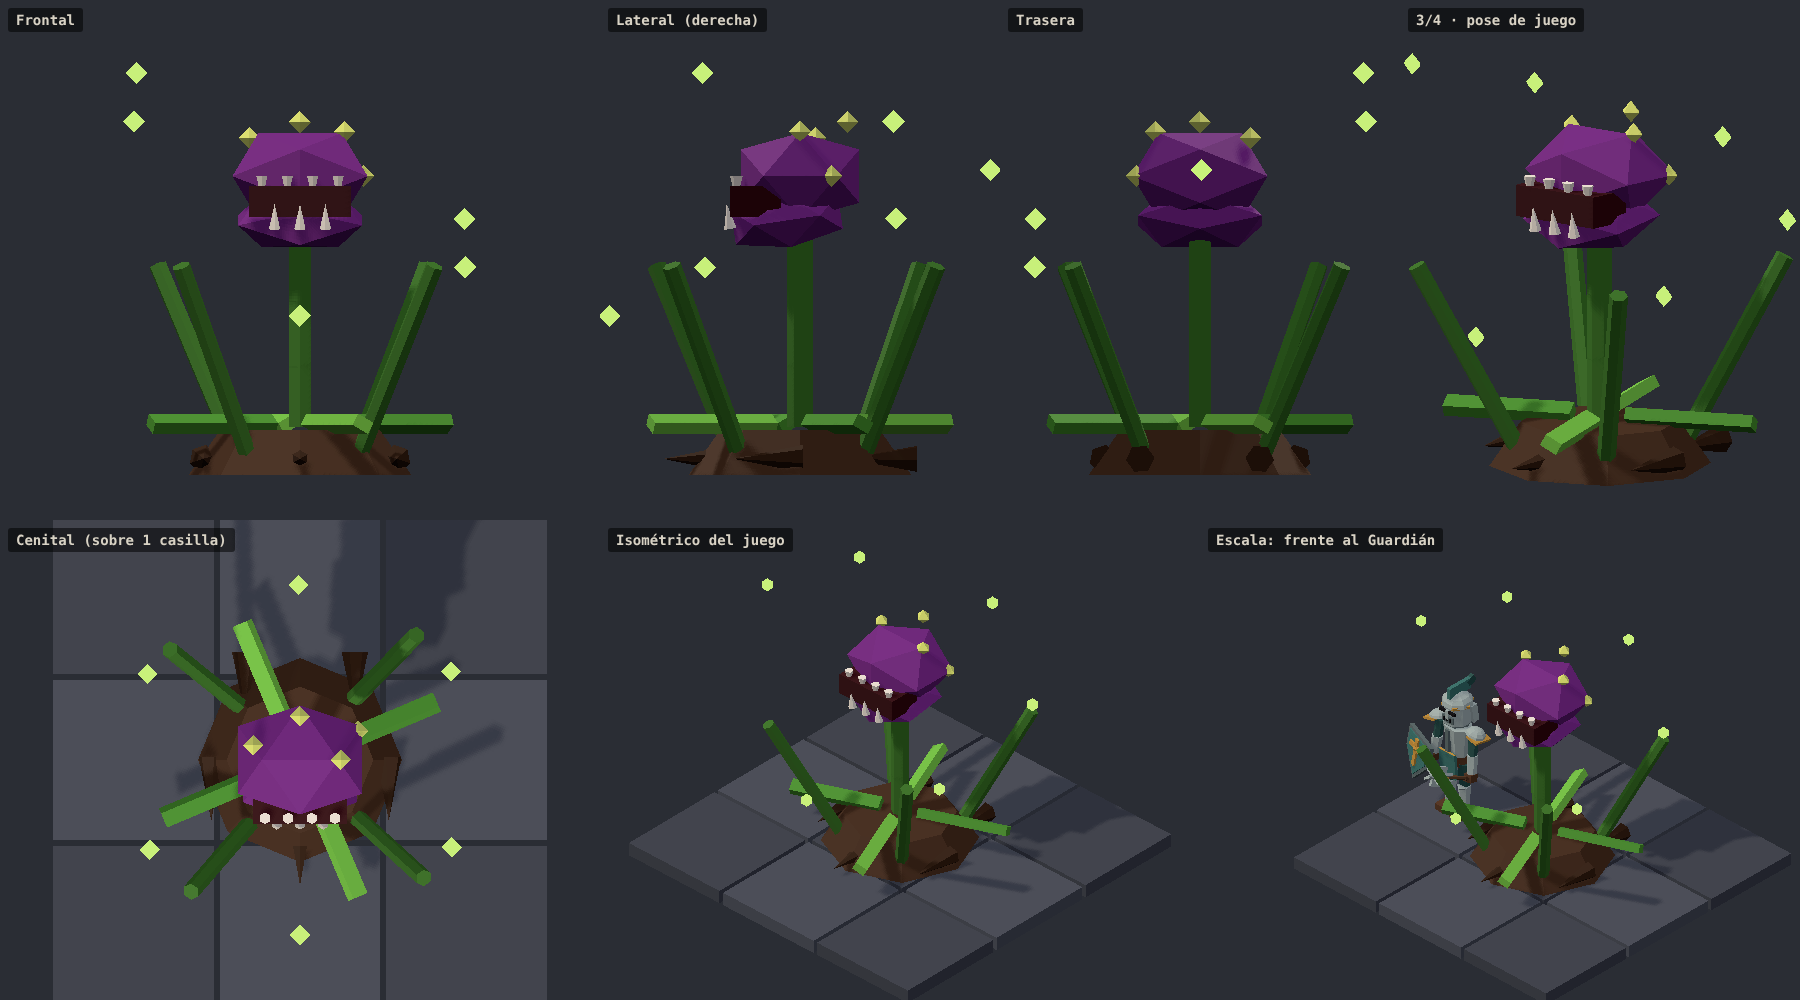 Frontal
Lateral (derecha)
Trasera
3/4 · pose de juego
Cenital (sobre 1 casilla)
Isométrico del juego
Escala: frente al Guardián